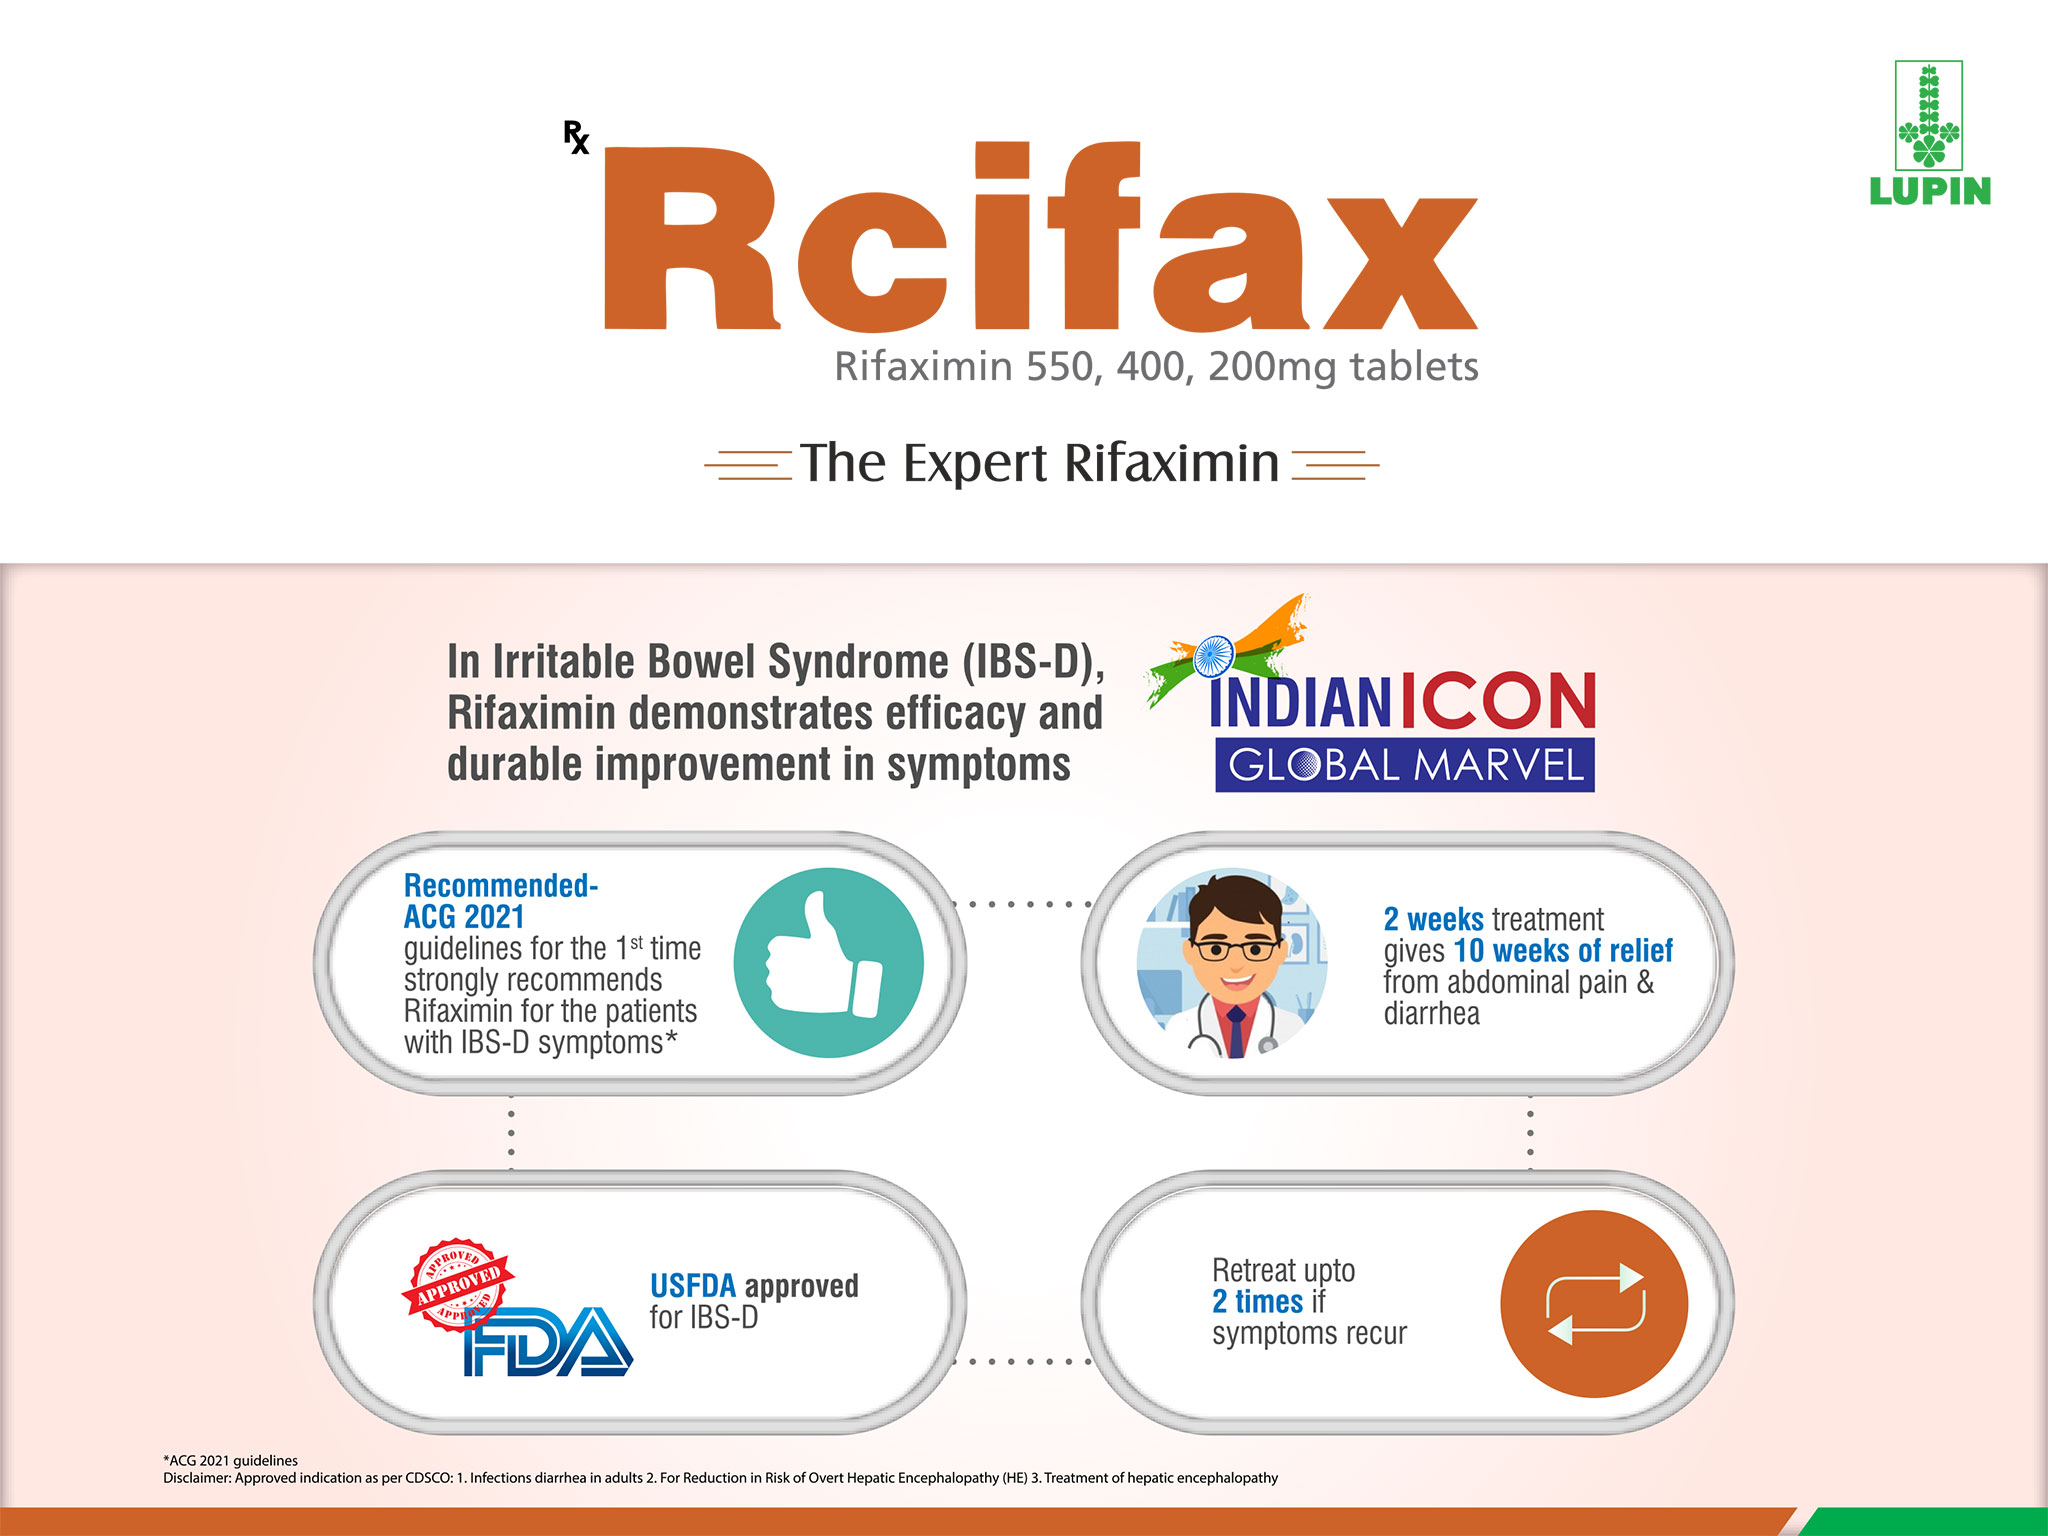 Rx
Rcifax
LUPIN
Rifaximin 550, 400, 200mg tablets
The Expert Rifaximin
In Irritable Bowel Syndrome (IBS-D),
Rifaximin demonstrates efficacy and
durable improvement in symptoms
INDIAN ICON
GLOBAL MARVEL
Recommended-
ACG 2021
guidelines for the 1st time
strongly recommends
Rifaximin for the patients
with IBS-D symptoms*
2 weeks treatment
gives 10 weeks of relief
from abdominal pain &
diarrhea
APPROVED
APPROVED
APPROVED
FDA
USFDA approved
for IBS-D
Retreat upto
2 times if
symptoms recur
*ACG 2021 guidelines
Disclaimer: Approved indication as per CDSCO: 1. Infections diarrhea in adults 2. For Reduction in Risk of Overt Hepatic Encephalopathy (HE) 3. Treatment of hepatic encephalopathy